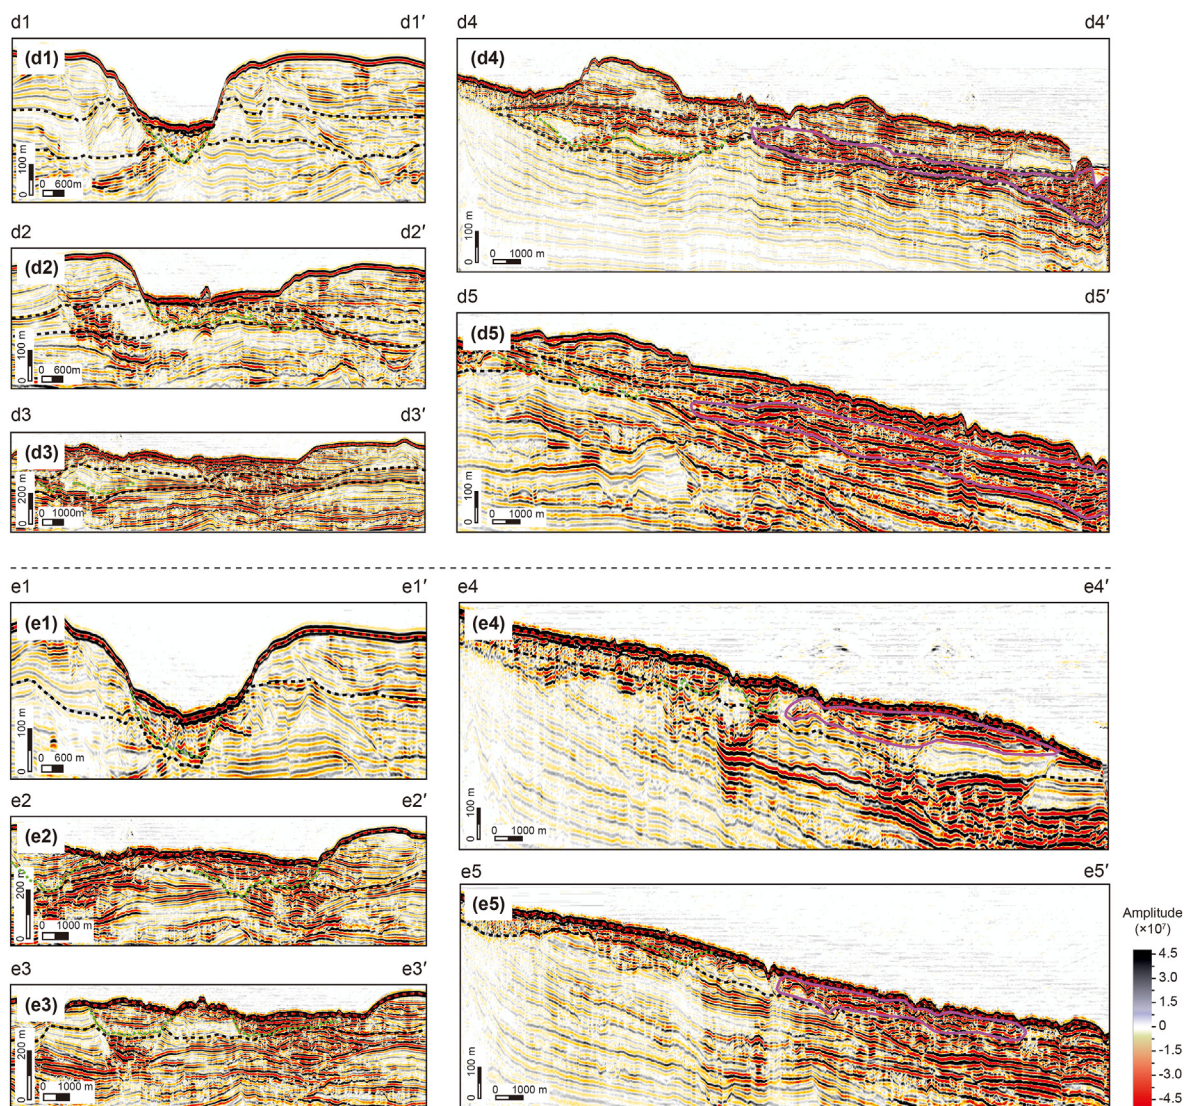 d1 d1′
(d1)
0 100 m
0 600m
d2 d2′
(d2)
0 100 m
0 600m
d3 d3′
(d3)
0 200 m
0 1000m
d4 d4′
(d4)
0 100 m
0 1000 m
d5 d5′
(d5)
0 100 m
0 1000 m
e1 e1′
(e1)
0 100 m
0 600 m
e2 e2′
(e2)
0 200 m
0 1000 m
e3 e3′
(e3)
0 200 m
0 1000 m
e4 e4′
(e4)
0 100 m
0 1000 m
e5 e5′
(e5)
0 100 m
0 1000 m
Amplitude
(×10⁷)
4.5
3.0
1.5
0
-1.5
-3.0
-4.5